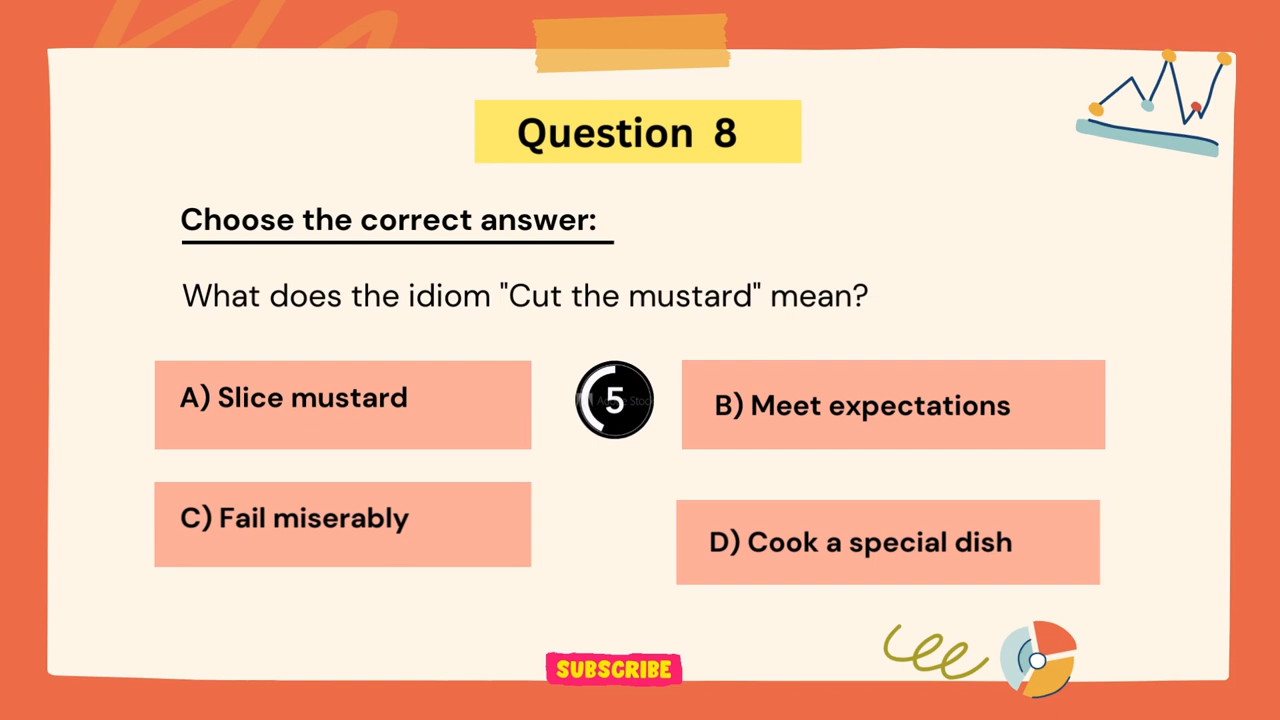 Question 8
Choose the correct answer:
What does the idiom "Cut the mustard" mean?
A) Slice mustard
5
B) Meet expectations
C) Fail miserably
D) Cook a special dish
SUBSCRIBE